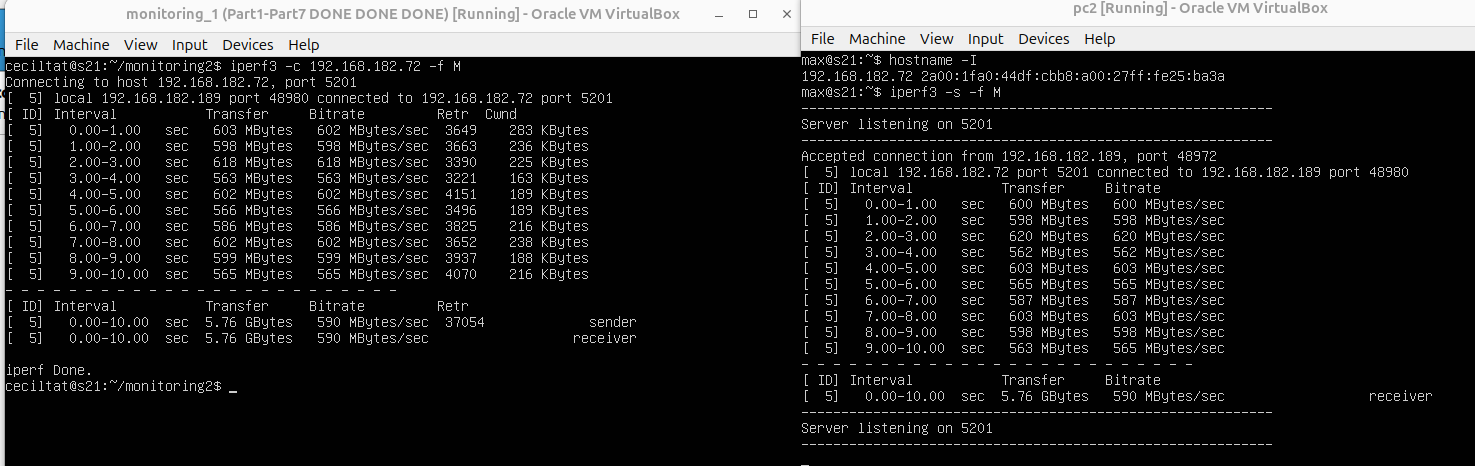 monitoring_1 (Part1-Part7 DONE DONE DONE) [Running] - Oracle VM VirtualBox
File Machine View Input Devices Help
ceciltat@s21:~/monitoring2$ iperf3 -c 192.168.182.72 -f M
Connecting to host 192.168.182.72, port 5201
[  5] local 192.168.182.189 port 48980 connected to 192.168.182.72 port 5201
[ ID] Interval           Transfer     Bitrate         Retr  Cwnd
[  5]   0.00-1.00   sec   603 MBytes   602 MBytes/sec  3649    283 KBytes
[  5]   1.00-2.00   sec   598 MBytes   598 MBytes/sec  3663    236 KBytes
[  5]   2.00-3.00   sec   618 MBytes   618 MBytes/sec  3390    225 KBytes
[  5]   3.00-4.00   sec   563 MBytes   563 MBytes/sec  3221    163 KBytes
[  5]   4.00-5.00   sec   602 MBytes   602 MBytes/sec  4151    189 KBytes
[  5]   5.00-6.00   sec   566 MBytes   566 MBytes/sec  3496    189 KBytes
[  5]   6.00-7.00   sec   586 MBytes   586 MBytes/sec  3825    216 KBytes
[  5]   7.00-8.00   sec   602 MBytes   602 MBytes/sec  3652    238 KBytes
[  5]   8.00-9.00   sec   599 MBytes   599 MBytes/sec  3937    188 KBytes
[  5]   9.00-10.00  sec   565 MBytes   565 MBytes/sec  4070    216 KBytes
- - - - - - - - - - - - - - - - - - - - - - - - -
[ ID] Interval           Transfer     Bitrate         Retr
[  5]   0.00-10.00  sec  5.76 GBytes   590 MBytes/sec  37054             sender
[  5]   0.00-10.00  sec  5.76 GBytes   590 MBytes/sec                  receiver
iperf Done.
ceciltat@s21:~/monitoring2$ _
pc2 [Running] - Oracle VM VirtualBox
File Machine View Input Devices Help
max@s21:~$ hostname -I
192.168.182.72 2a00:1fa0:44df:cbb8:a00:27ff:fe25:ba3a
max@s21:~$ iperf3 -s -f M
-----------------------------------------------------------
Server listening on 5201
-----------------------------------------------------------
Accepted connection from 192.168.182.189, port 48972
[  5] local 192.168.182.72 port 5201 connected to 192.168.182.189 port 48980
[ ID] Interval           Transfer     Bitrate
[  5]   0.00-1.00   sec   600 MBytes   600 MBytes/sec
[  5]   1.00-2.00   sec   598 MBytes   598 MBytes/sec
[  5]   2.00-3.00   sec   620 MBytes   620 MBytes/sec
[  5]   3.00-4.00   sec   562 MBytes   562 MBytes/sec
[  5]   4.00-5.00   sec   603 MBytes   603 MBytes/sec
[  5]   5.00-6.00   sec   565 MBytes   565 MBytes/sec
[  5]   6.00-7.00   sec   587 MBytes   587 MBytes/sec
[  5]   7.00-8.00   sec   603 MBytes   603 MBytes/sec
[  5]   8.00-9.00   sec   598 MBytes   598 MBytes/sec
[  5]   9.00-10.00  sec   563 MBytes   565 MBytes/sec
- - - - - - - - - - - - - - - - - - - - - - - - -
[ ID] Interval           Transfer     Bitrate
[  5]   0.00-10.00  sec  5.76 GBytes   590 MBytes/sec                  receiver
-----------------------------------------------------------
Server listening on 5201
-----------------------------------------------------------